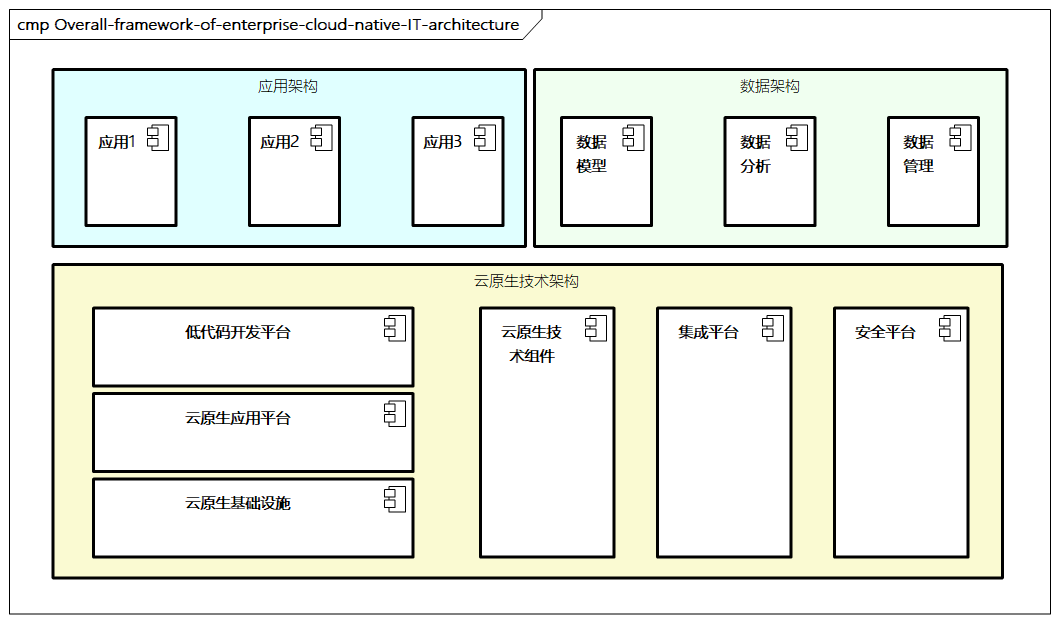 cmp Overall-framework-of-enterprise-cloud-native-IT-architecture
应用架构
应用1
应用2
应用3
数据架构
数据
模型
数据
分析
数据
管理
云原生技术架构
低代码开发平台
云原生应用平台
云原生基础设施
云原生技
术组件
集成平台
安全平台